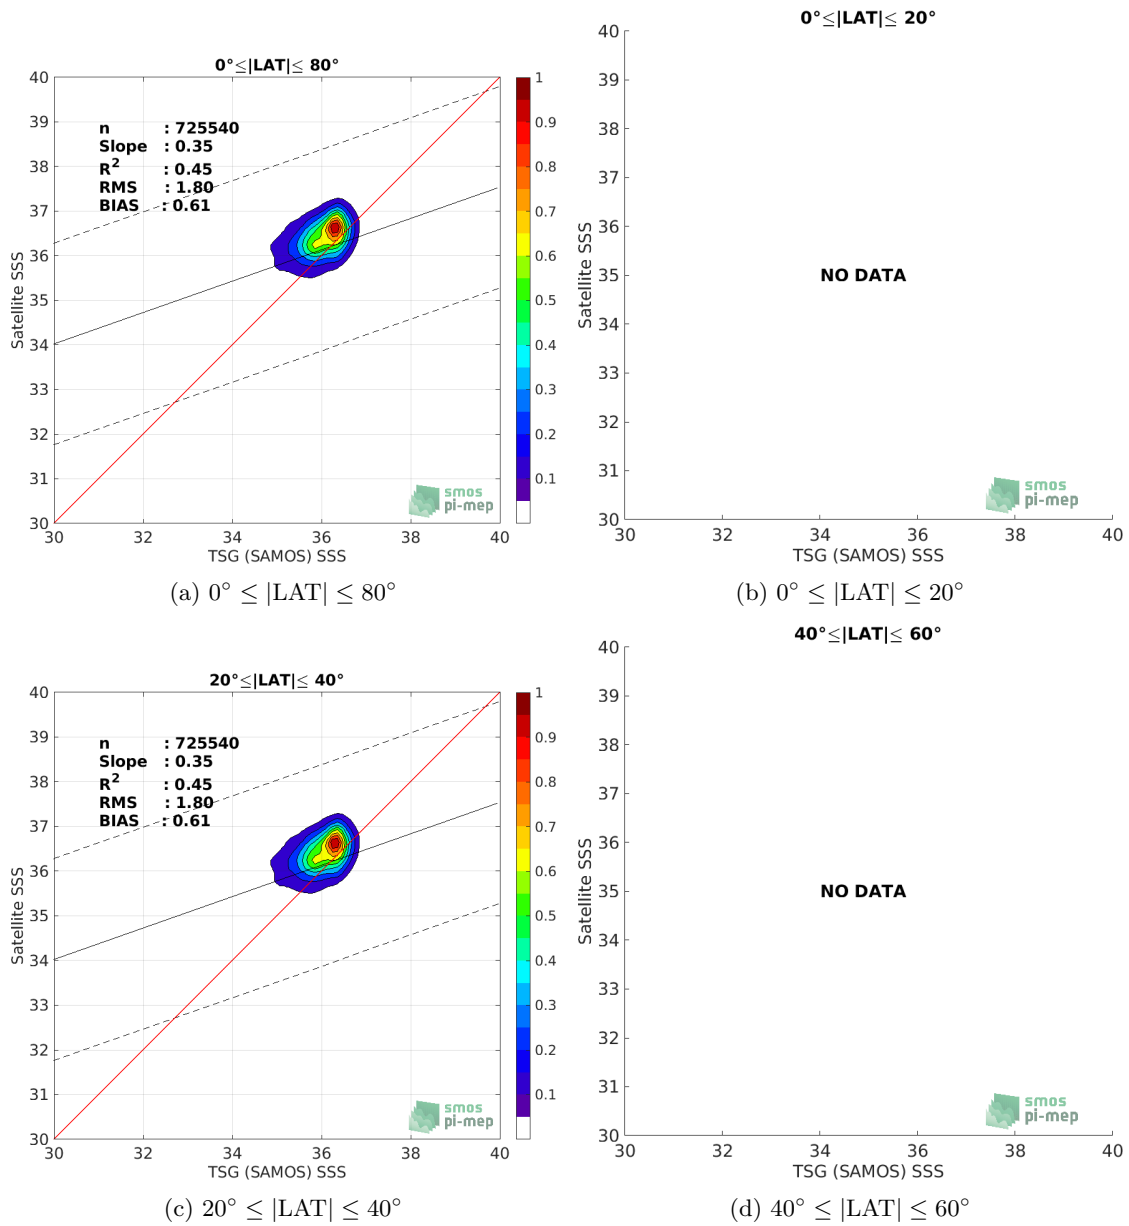 0°≤|LAT|≤ 80°
40
39
38
37
36
35
34
33
32
31
30
Satellite SSS
n : 725540
Slope : 0.35
R2 : 0.45
RMS : 1.80
BIAS : 0.61
1
0.9
0.8
0.7
0.6
0.5
0.4
0.3
0.2
0.1
smos
pi-mep
30 32 34 36 38 40
TSG (SAMOS) SSS
(a) 0° ≤ |LAT| ≤ 80°
0°≤|LAT|≤ 20°
40
39
38
37
36
35
34
33
32
31
30
Satellite SSS
NO DATA
smos
pi-mep
30 32 34 36 38 40
TSG (SAMOS) SSS
(b) 0° ≤ |LAT| ≤ 20°
20°≤|LAT|≤ 40°
40
39
38
37
36
35
34
33
32
31
30
Satellite SSS
n : 725540
Slope : 0.35
R2 : 0.45
RMS : 1.80
BIAS : 0.61
1
0.9
0.8
0.7
0.6
0.5
0.4
0.3
0.2
0.1
smos
pi-mep
30 32 34 36 38 40
TSG (SAMOS) SSS
(c) 20° ≤ |LAT| ≤ 40°
40°≤|LAT|≤ 60°
40
39
38
37
36
35
34
33
32
31
30
Satellite SSS
NO DATA
smos
pi-mep
30 32 34 36 38 40
TSG (SAMOS) SSS
(d) 40° ≤ |LAT| ≤ 60°